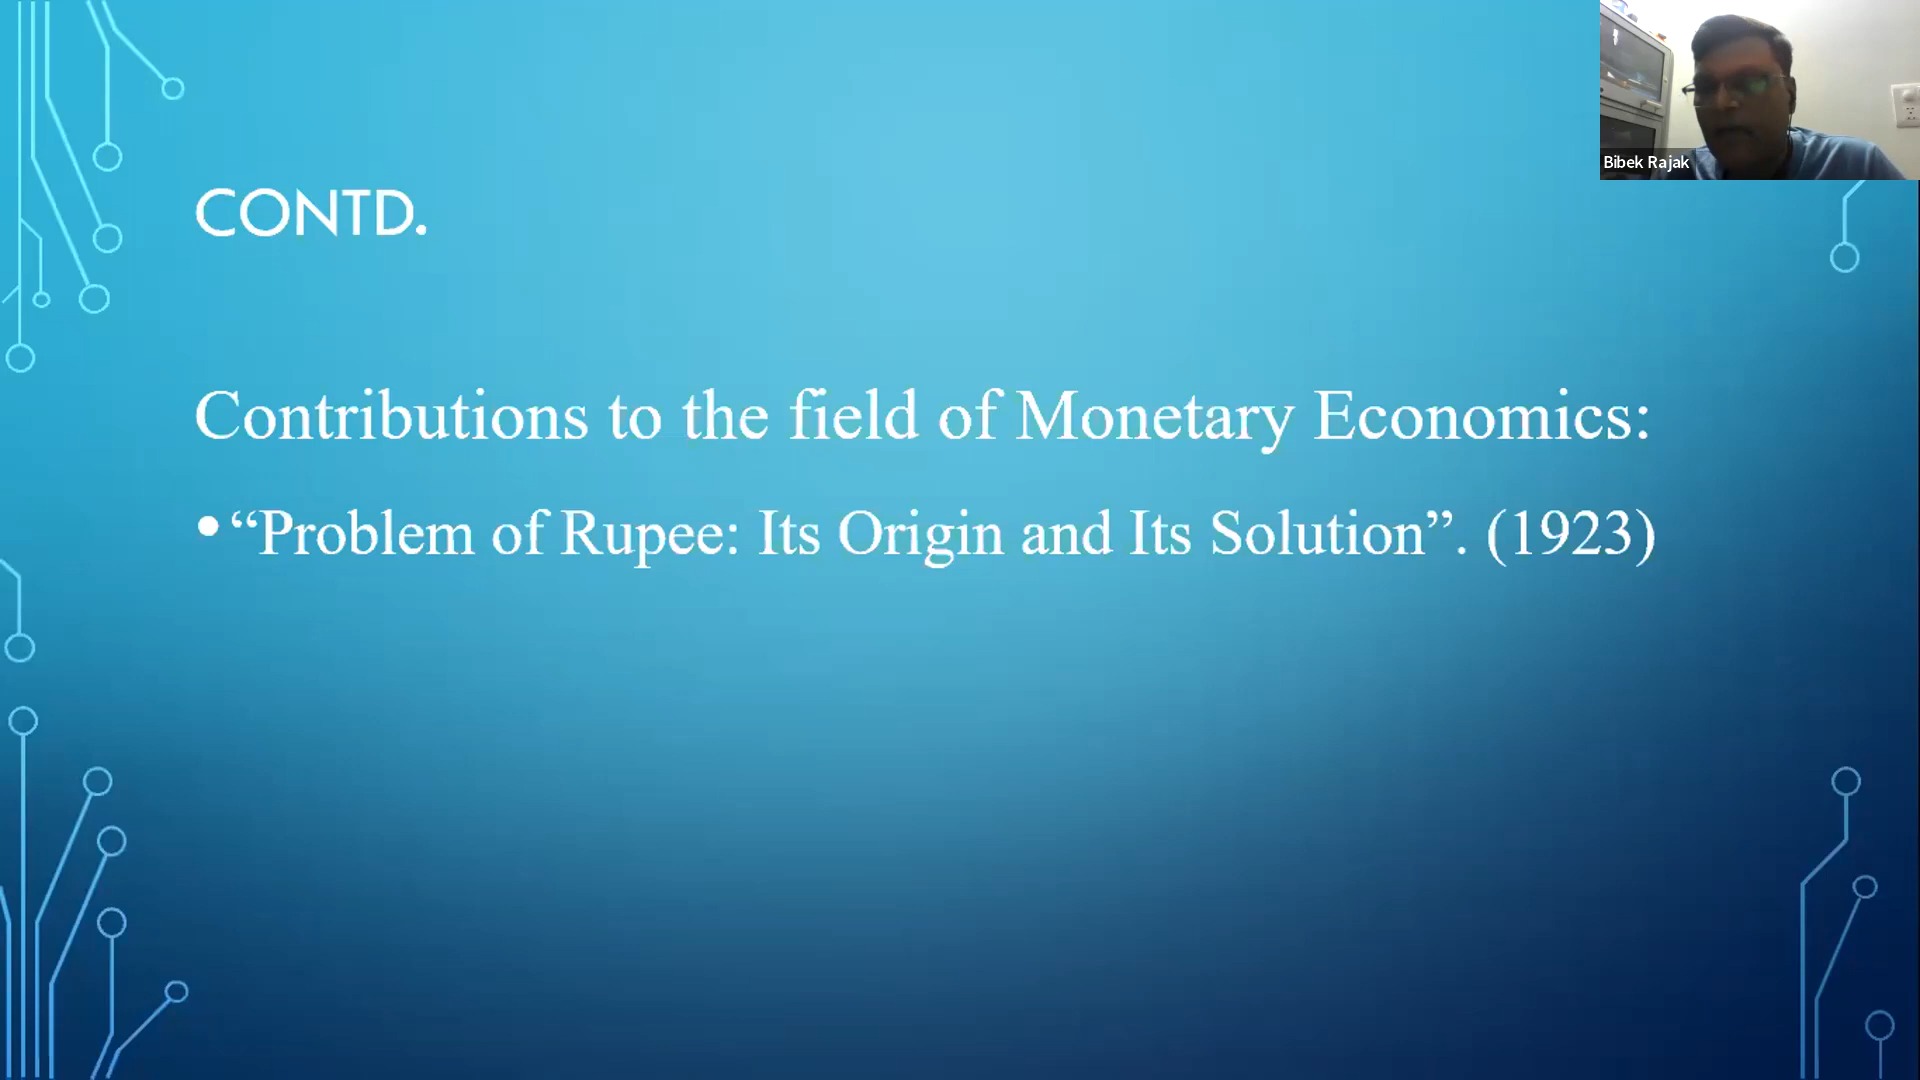 Bibek Rajak
CONTD.
Contributions to the field of Monetary Economics:
•“Problem of Rupee: Its Origin and Its Solution”. (1923)